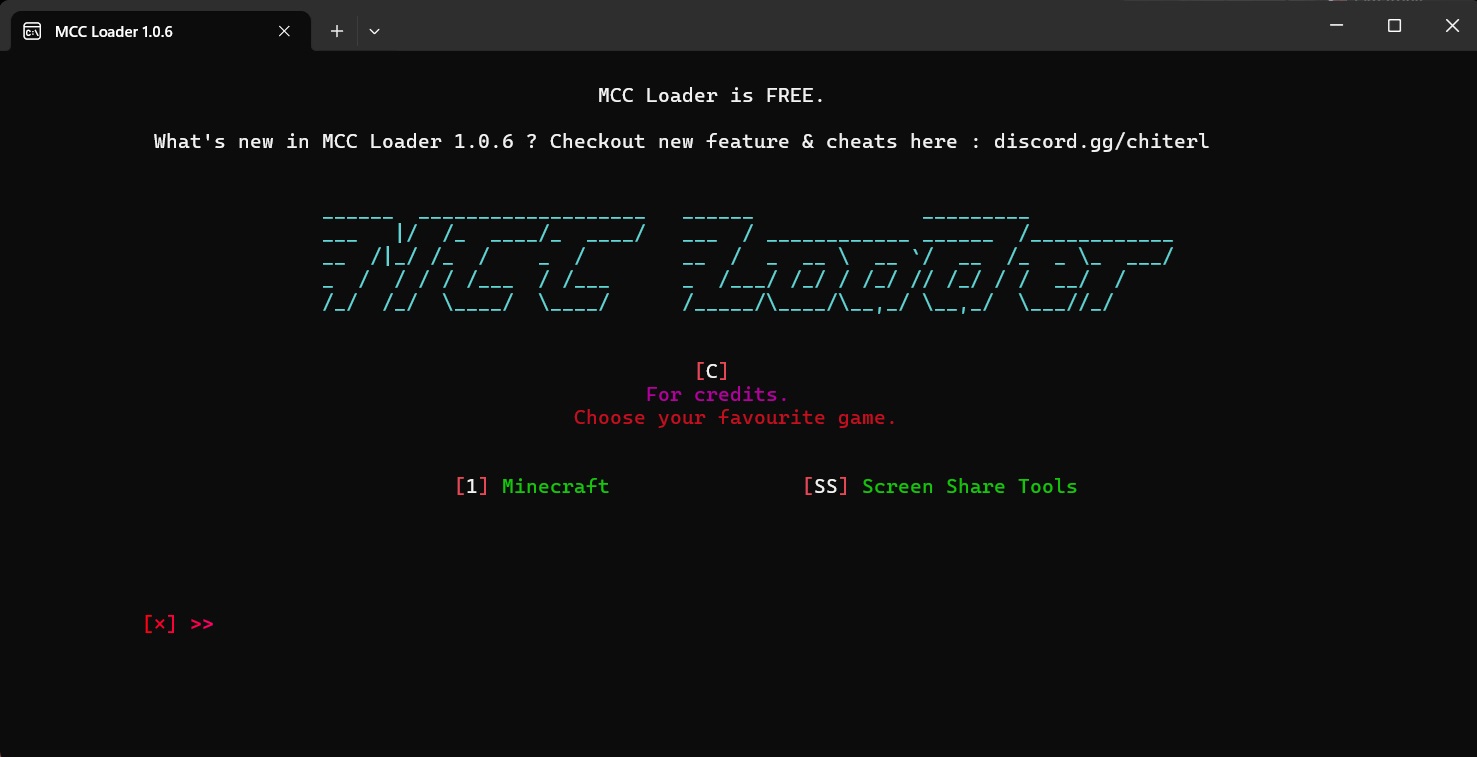 MCC Loader 1.0.6
MCC Loader is FREE.
What's new in MCC Loader 1.0.6 ? Checkout new feature & cheats here : discord.gg/chiterl
MCC Loader
[C]
For credits.
Choose your favourite game.
[1] Minecraft
[SS] Screen Share Tools
[×] >>